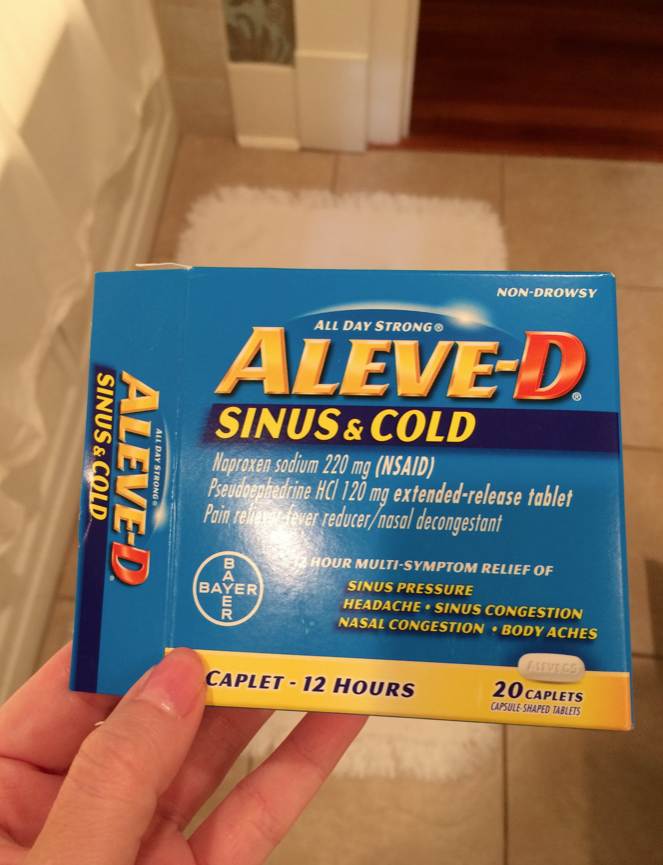 NON-DROWSY
ALL DAY STRONG®
ALEVE-D®
SINUS & COLD
Naproxen sodium 220 mg (NSAID)
Pseudoephedrine HCl 120 mg extended-release tablet
Pain reliever/fever reducer/nasal decongestant
HOUR MULTI-SYMPTOM RELIEF OF
SINUS PRESSURE
HEADACHE • SINUS CONGESTION
NASAL CONGESTION • BODY ACHES
BAYER
BAYER
CAPLET - 12 HOURS
20 CAPLETS
CAPSULE-SHAPED TABLETS
ALL DAY STRONG®
ALEVE-D®
SINUS & COLD